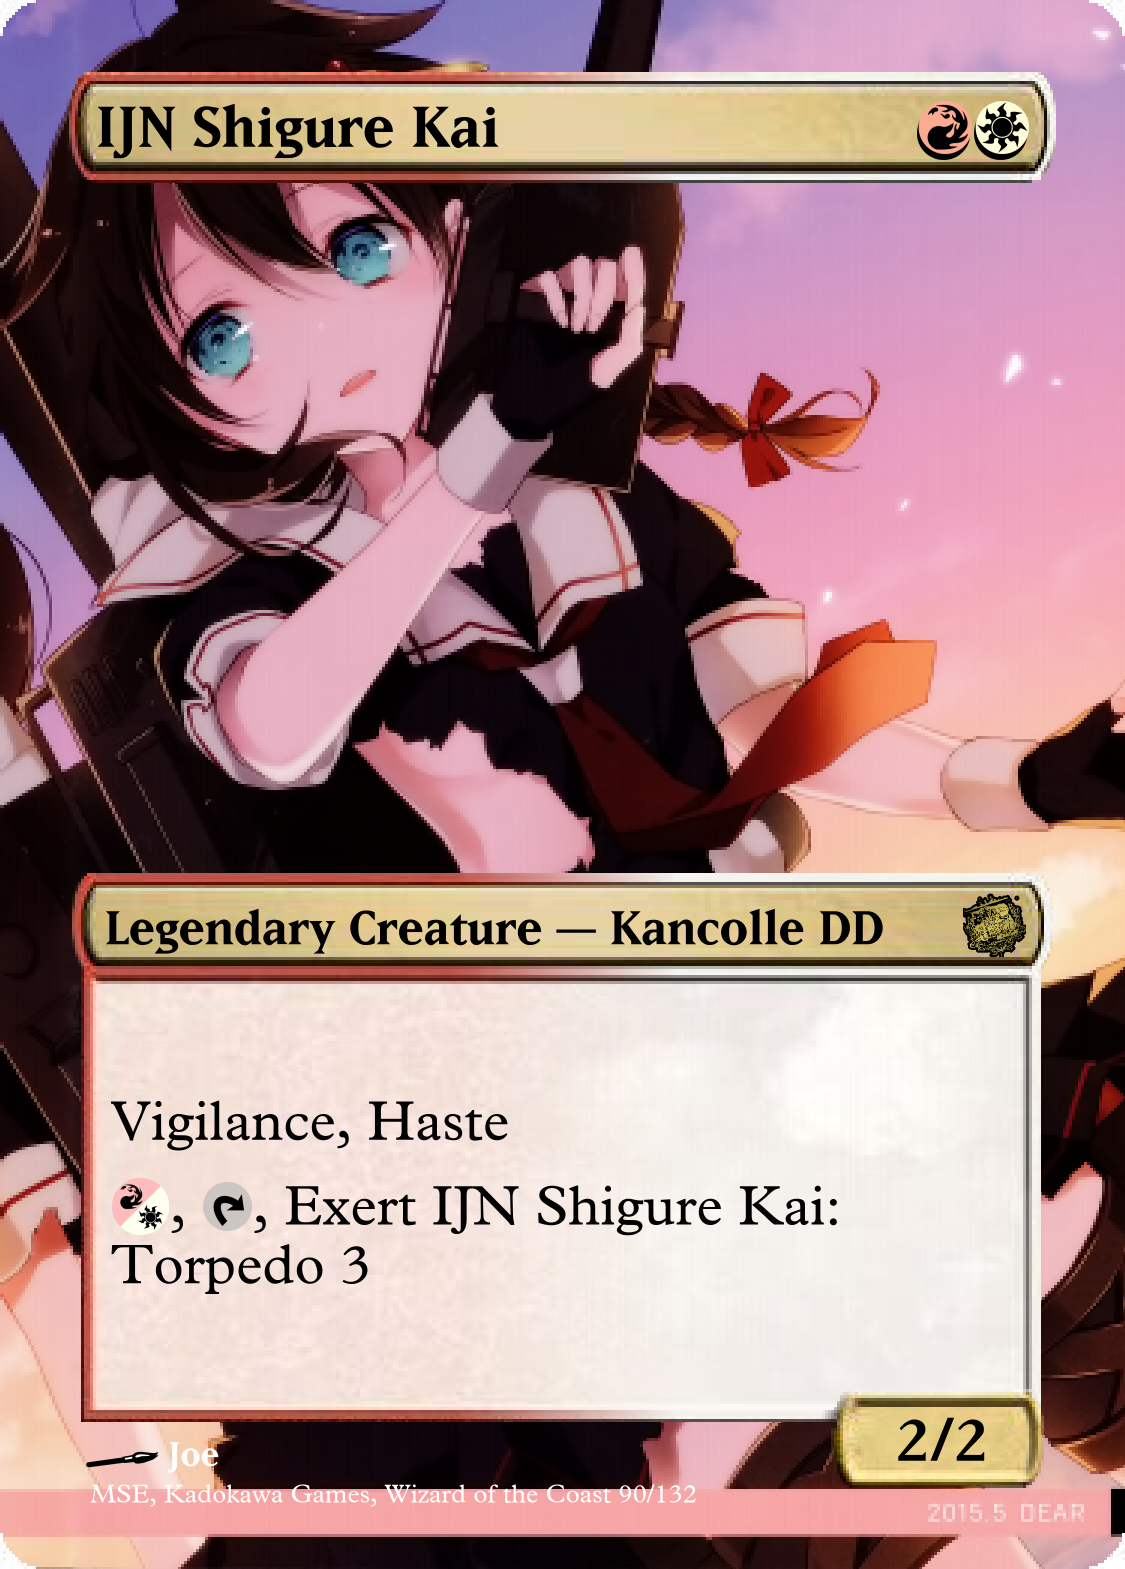 IJN Shigure Kai
Legendary Creature — Kancolle DD
Vigilance, Haste
, , Exert IJN Shigure Kai:
Torpedo 3
2/2
Joe
MSE, Kadokawa Games, Wizard of the Coast 90/132
2015.5 DEAR